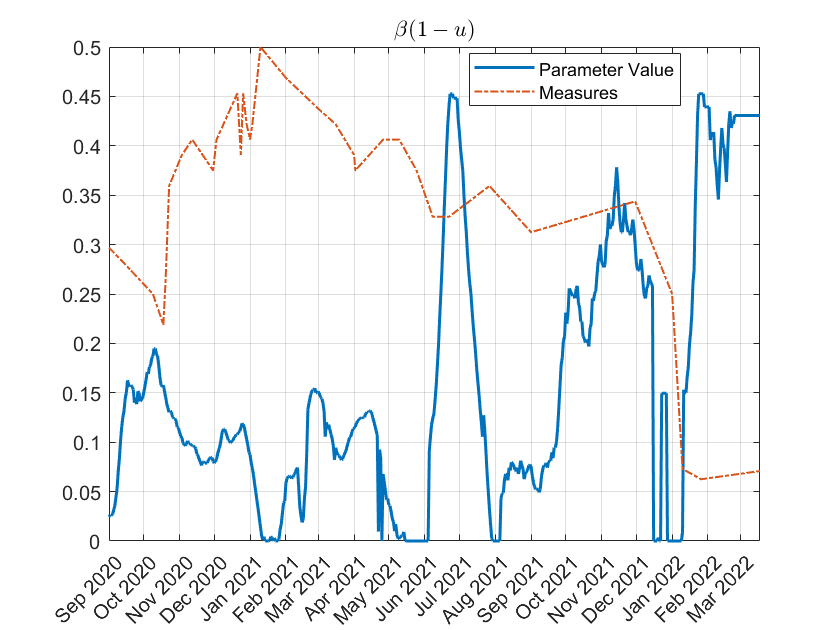 β(1 − u)
Parameter Value
Measures
0.5
0.45
0.4
0.35
0.3
0.25
0.2
0.15
0.1
0.05
0
Sep 2020
Oct 2020
Nov 2020
Dec 2020
Jan 2021
Feb 2021
Mar 2021
Apr 2021
May 2021
Jun 2021
Jul 2021
Aug 2021
Sep 2021
Oct 2021
Nov 2021
Dec 2021
Jan 2022
Feb 2022
Mar 2022